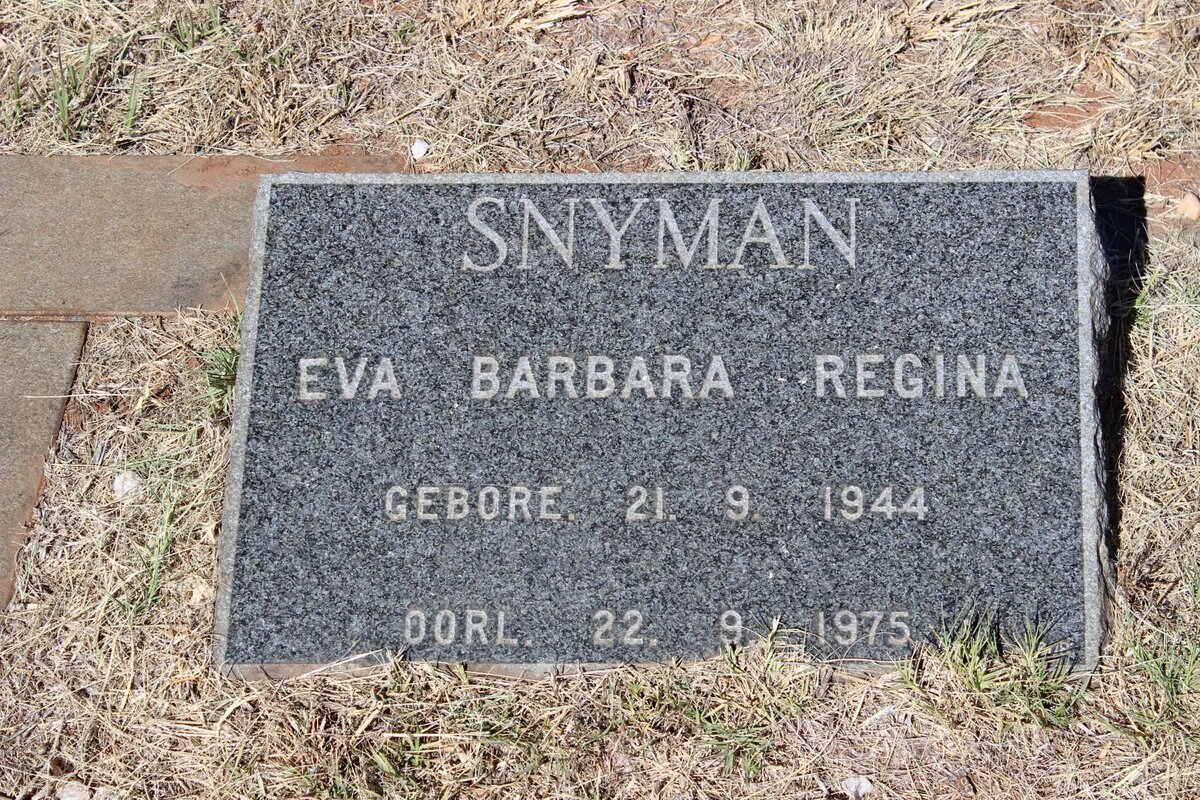 SNYMAN
EVA BARBARA REGINA
GEBORE. 21. 9. 1944
OORL. 22. 9. 1975